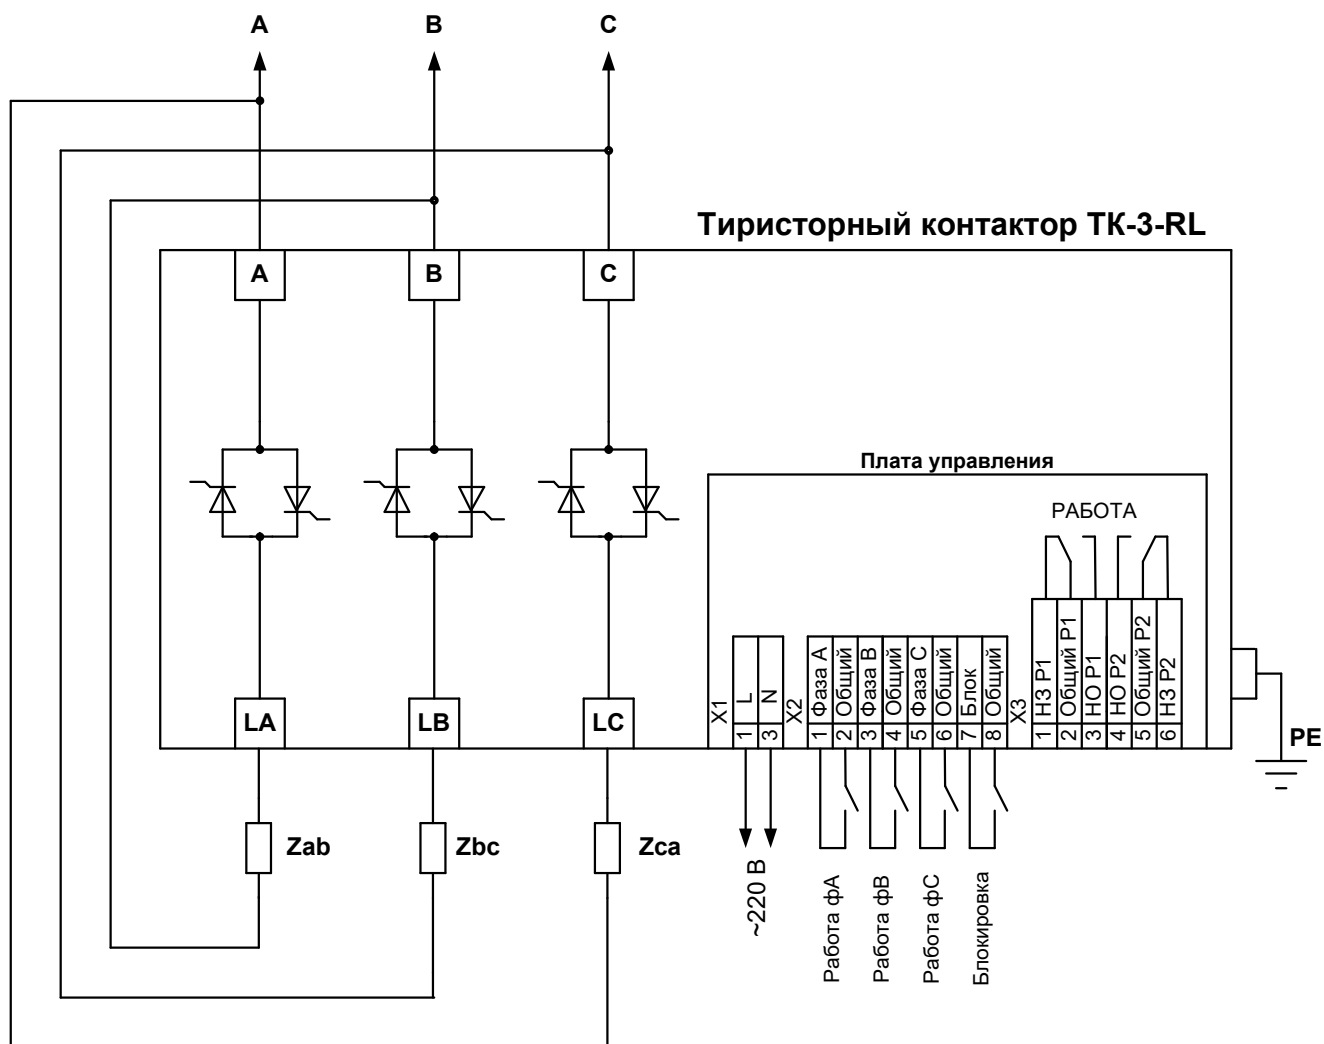 A
B
C
Тиристорный контактор ТК-3-RL
A
B
C
Плата управления
РАБОТА
X1
L
N
X2
Фаза A
Общий
Фаза B
Общий
Фаза C
Общий
Блок
Общий
X3
НЗ P1
Общий P1
НО P1
НО P2
Общий P2
НЗ P2
1
3
1
2
3
4
5
6
7
8
1
2
3
4
5
6
LA
LB
LC
PE
Zab
Zbc
Zca
~220 В
Работа фА
Работа фВ
Работа фС
Блокировка